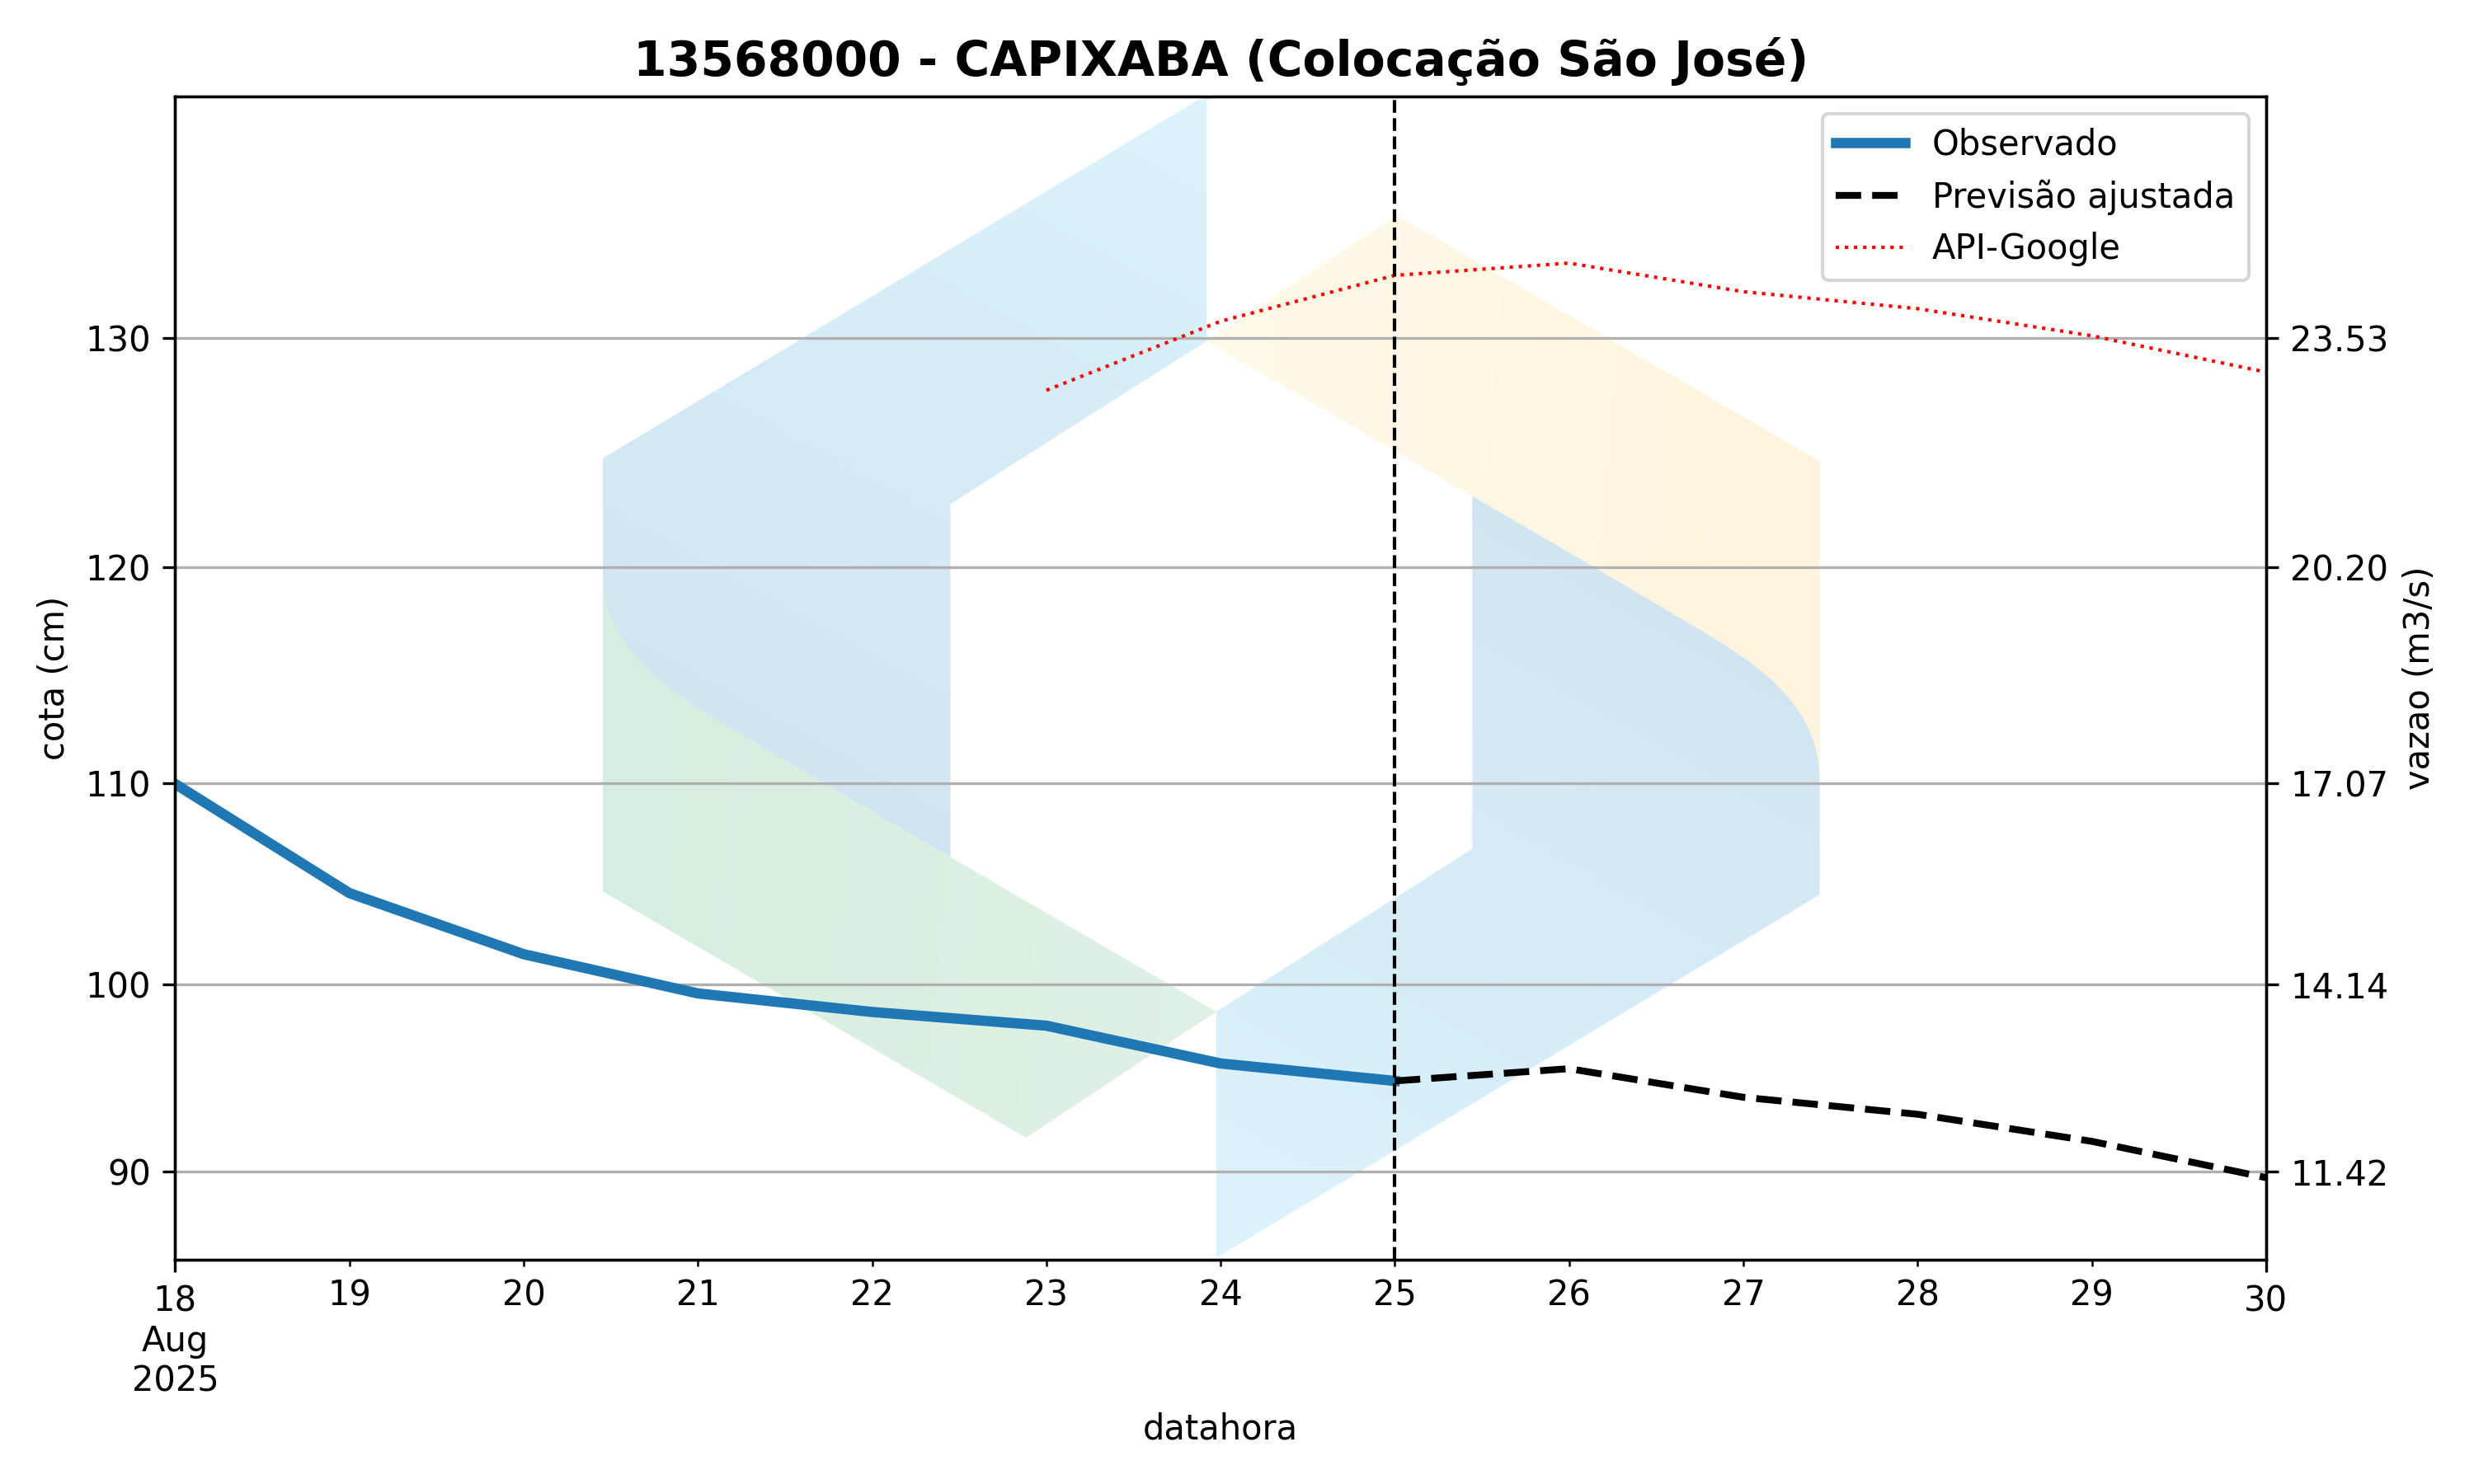 13568000 - CAPIXABA (Colocação São José)
Observado
Previsão ajustada
API-Google
130
120
110
100
90
cota (cm)
23.53
20.20
17.07
14.14
11.42
vazao (m3/s)
18 19 20 21 22 23 24 25 26 27 28 29 30
Aug
2025
datahora